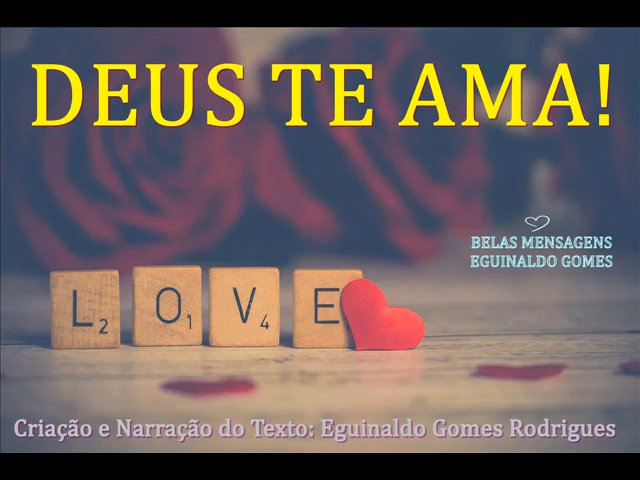 DEUS TE AMA!
BELAS MENSAGENS
EGUINALDO GOMES
L2 O1 V4 E
Criação e Narração do Texto: Eguinaldo Gomes Rodrigues